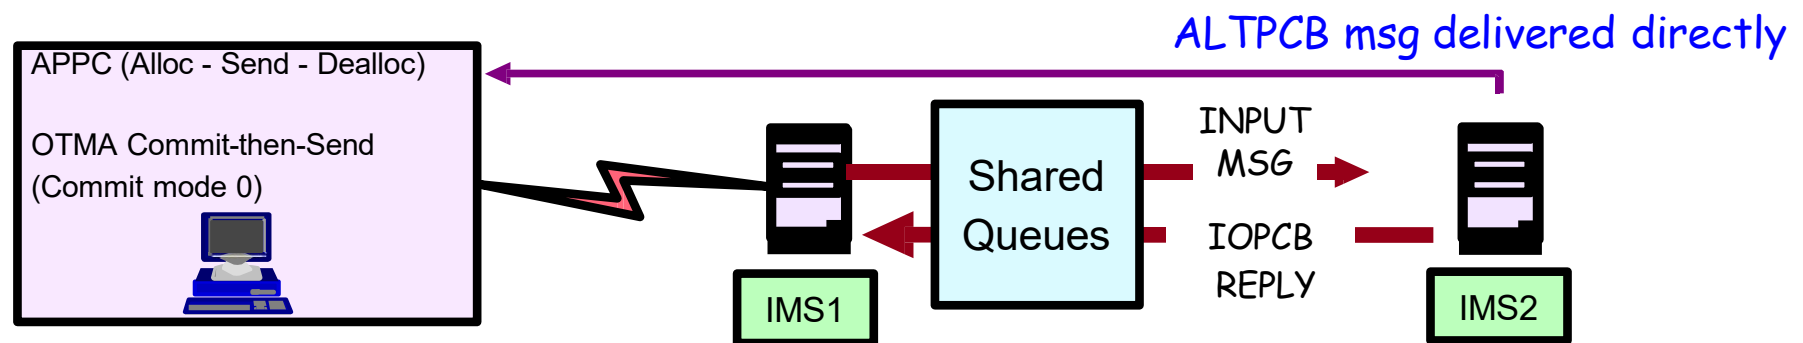 ALTPCB msg delivered directly
APPC (Alloc - Send - Dealloc)
OTMA Commit-then-Send
(Commit mode 0)
IMS1
Shared
Queues
INPUT
MSG
IOPCB
REPLY
IMS2